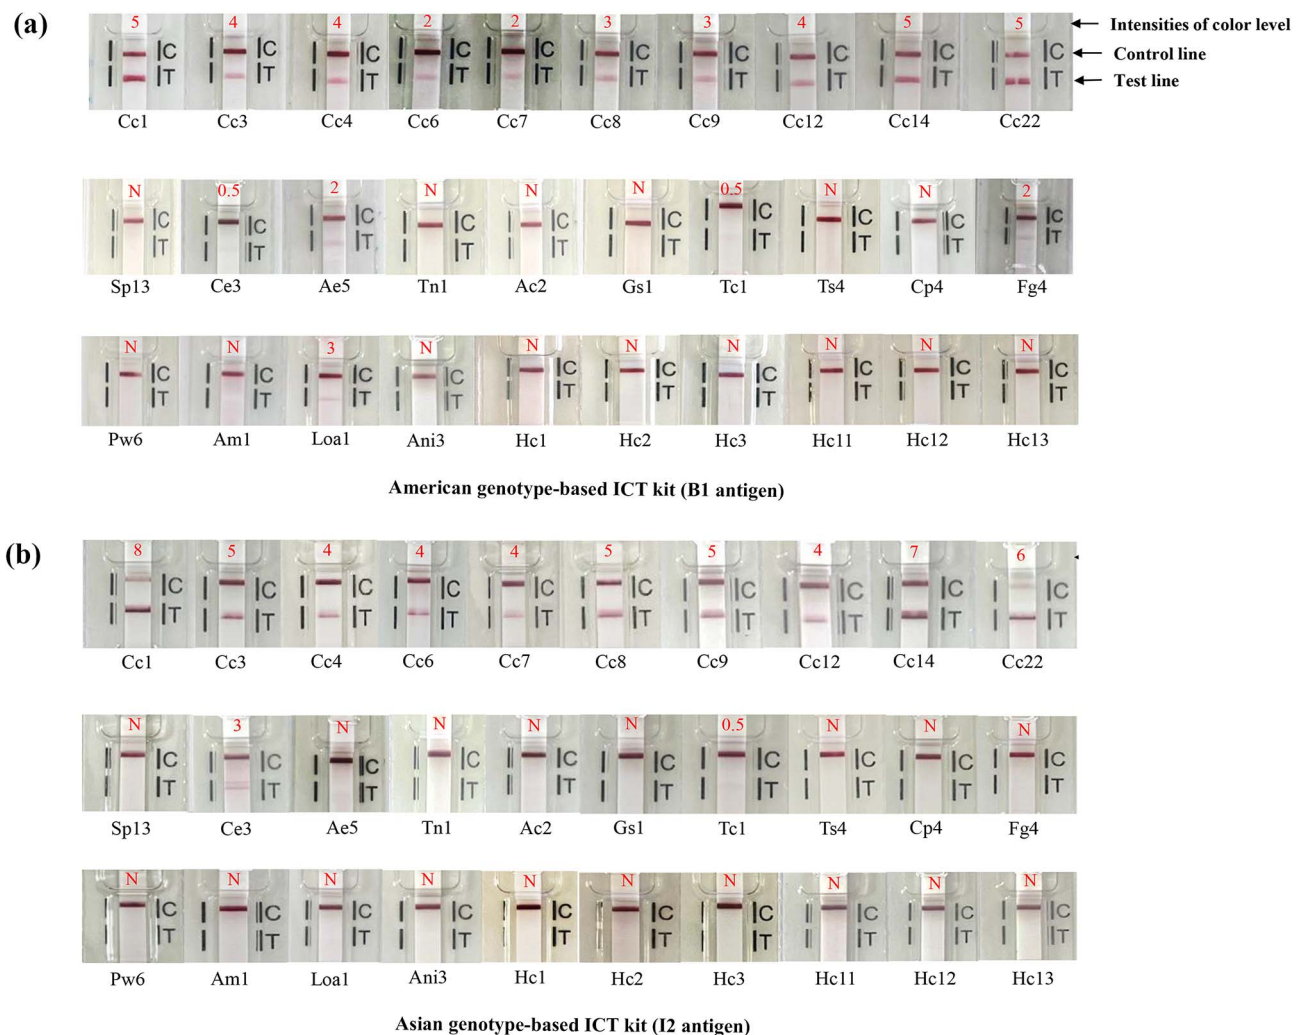 (a)
5 4 4 2 2 3 3 4 5 5 Intensities of color level
C C C C C C C C C C Control line
T T T T T T T T T T Test line
Cc1 Cc3 Cc4 Cc6 Cc7 Cc8 Cc9 Cc12 Cc14 Cc22
N 0.5 2 N N N 0.5 N N 2
C C C C C C C C C C
T T T T T T T T T T
Sp13 Ce3 Ae5 Tn1 Ac2 Gs1 Tc1 Ts4 Cp4 Fg4
N N 3 N N N N N N N
C C C C C C C C C C
T T T T T T T T T T
Pw6 Am1 Loa1 Ani3 Hc1 Hc2 Hc3 Hc11 Hc12 Hc13
American genotype-based ICT kit (B1 antigen)
(b)
8 5 4 4 4 5 5 4 7 6
C C C C C C C C C C
T T T T T T T T T T
Cc1 Cc3 Cc4 Cc6 Cc7 Cc8 Cc9 Cc12 Cc14 Cc22
N 3 N N N N 0.5 N N N
C C C C C C C C C C
T T T T T T T T T T
Sp13 Ce3 Ae5 Tn1 Ac2 Gs1 Tc1 Ts4 Cp4 Fg4
N N N N N N N N N N
C C C C C C C C C C
T T T T T T T T T T
Pw6 Am1 Loa1 Ani3 Hc1 Hc2 Hc3 Hc11 Hc12 Hc13
Asian genotype-based ICT kit (I2 antigen)